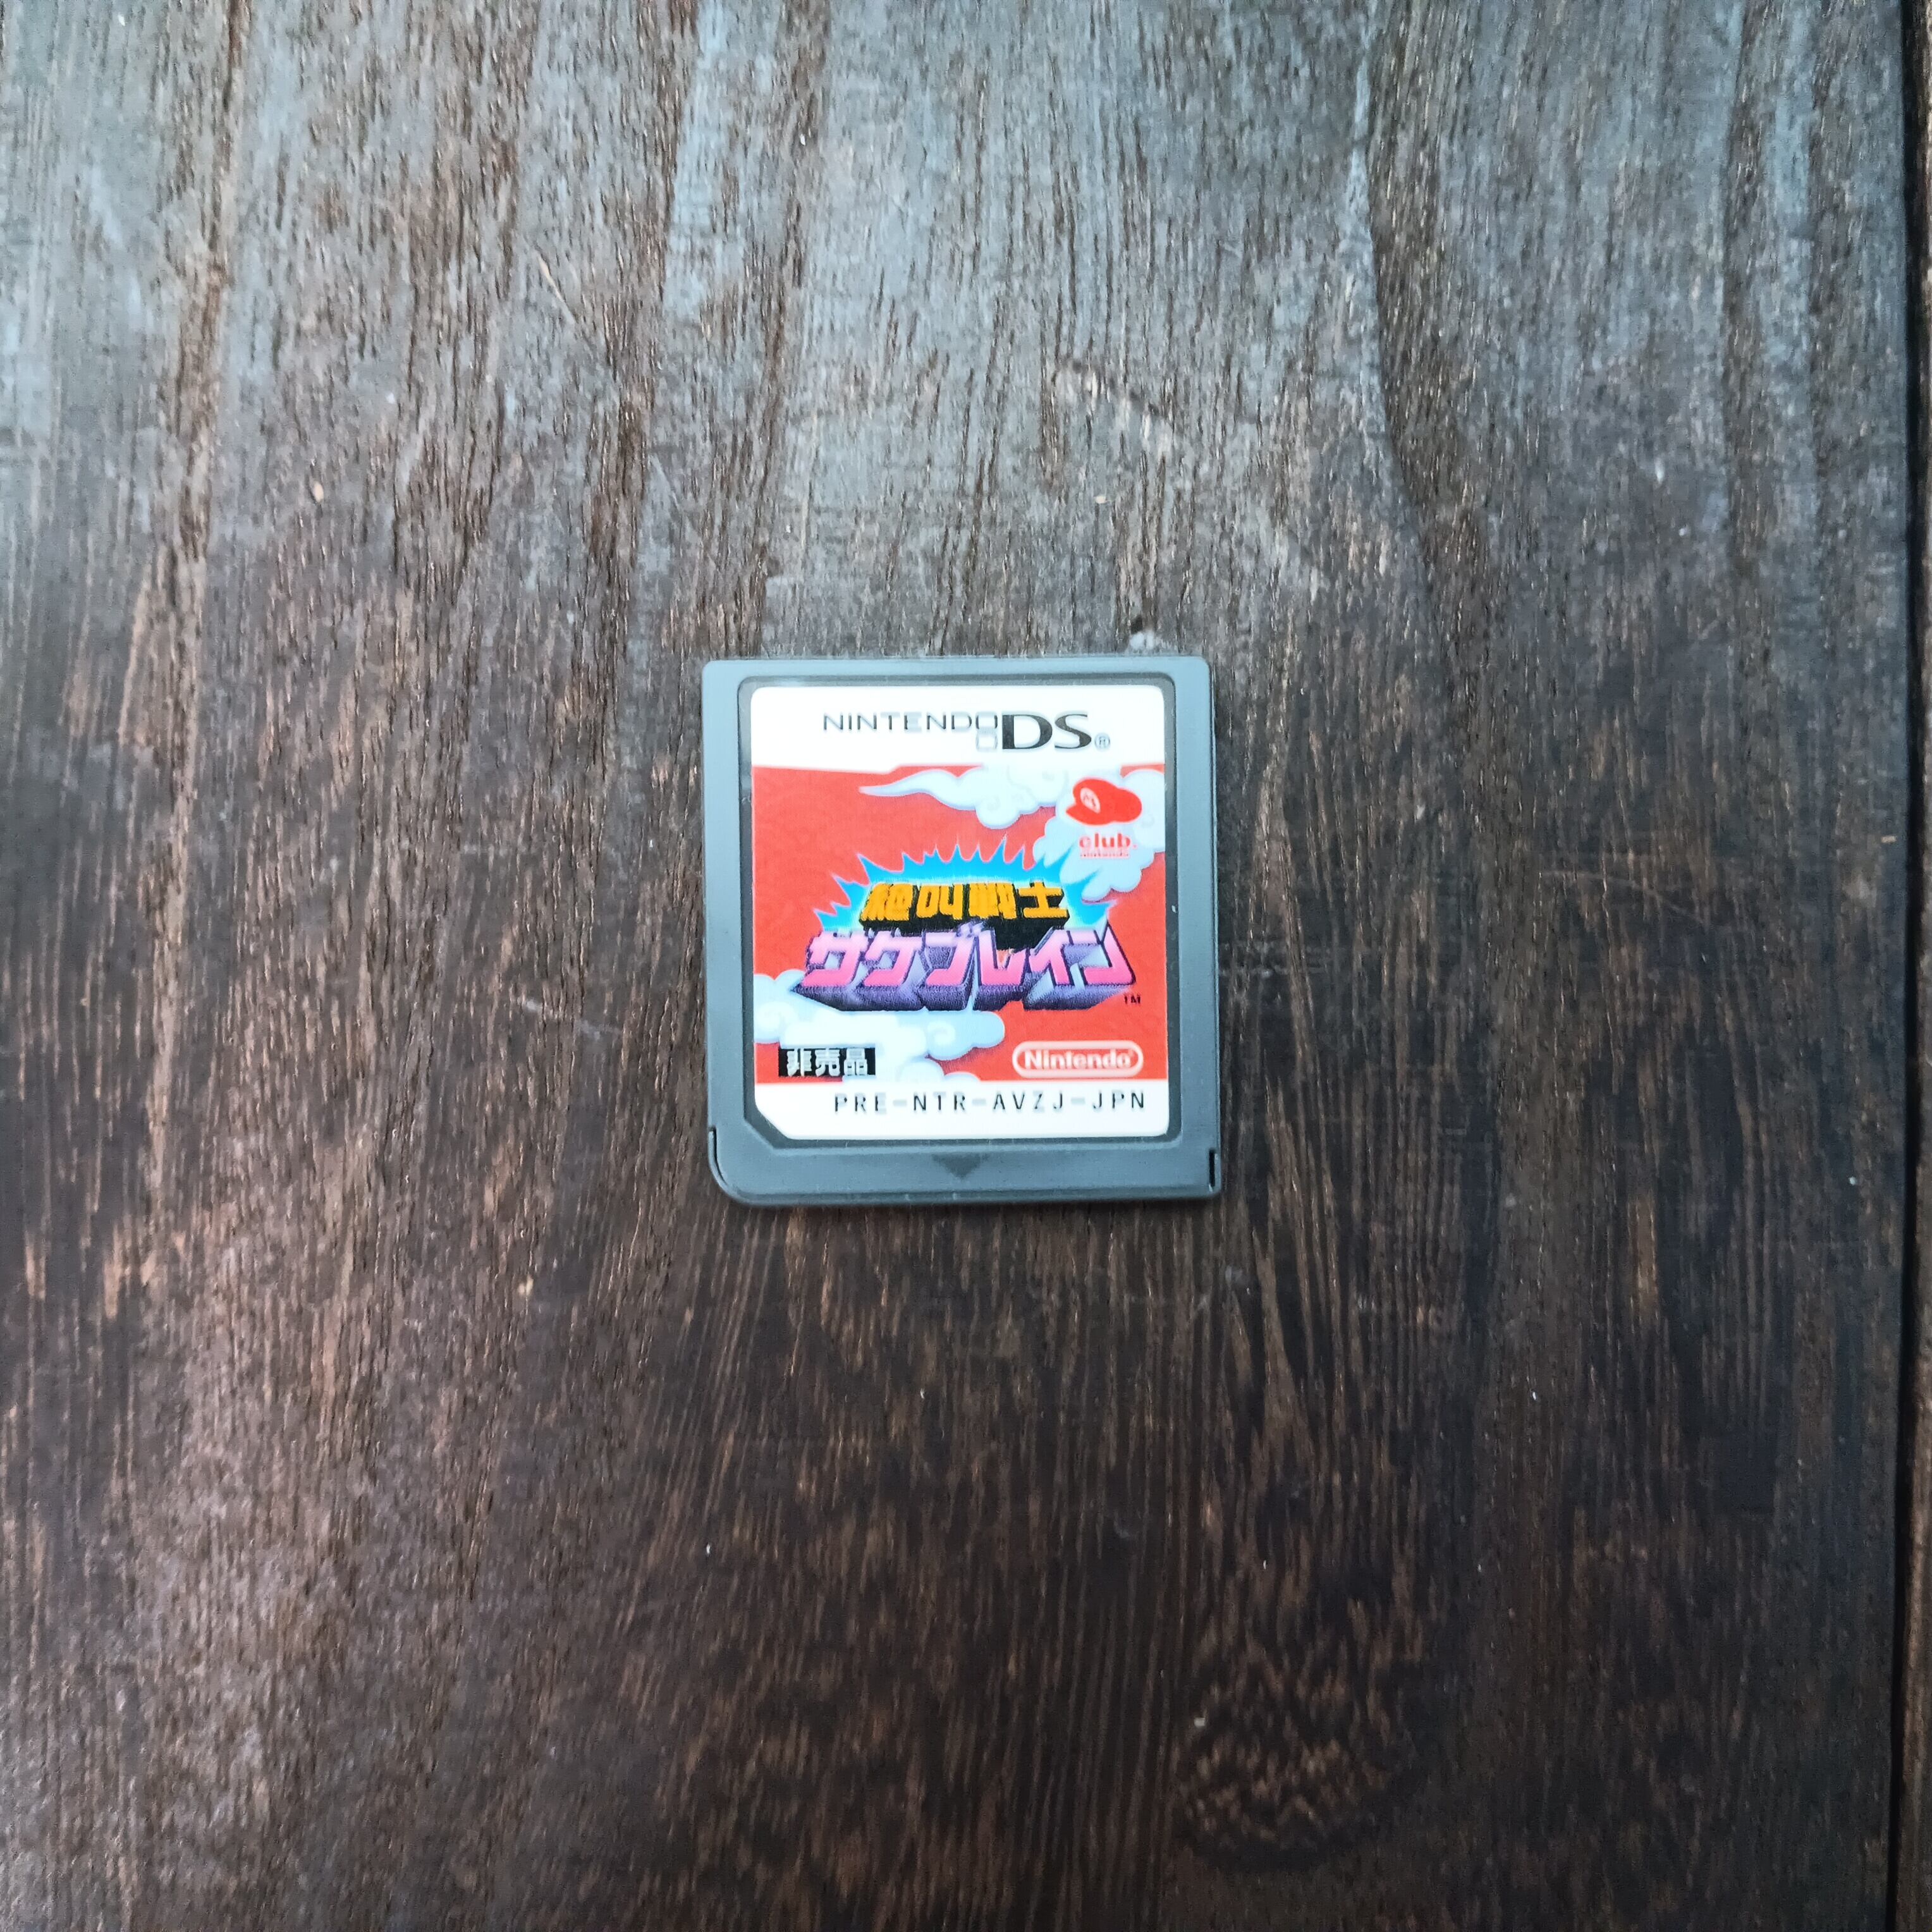 NINTENDO DS®
M
club
nintendo
絶叫戦士
サケブレイン
TM
非売品
Nintendo®
PRE-NTR-AVZJ-JPN